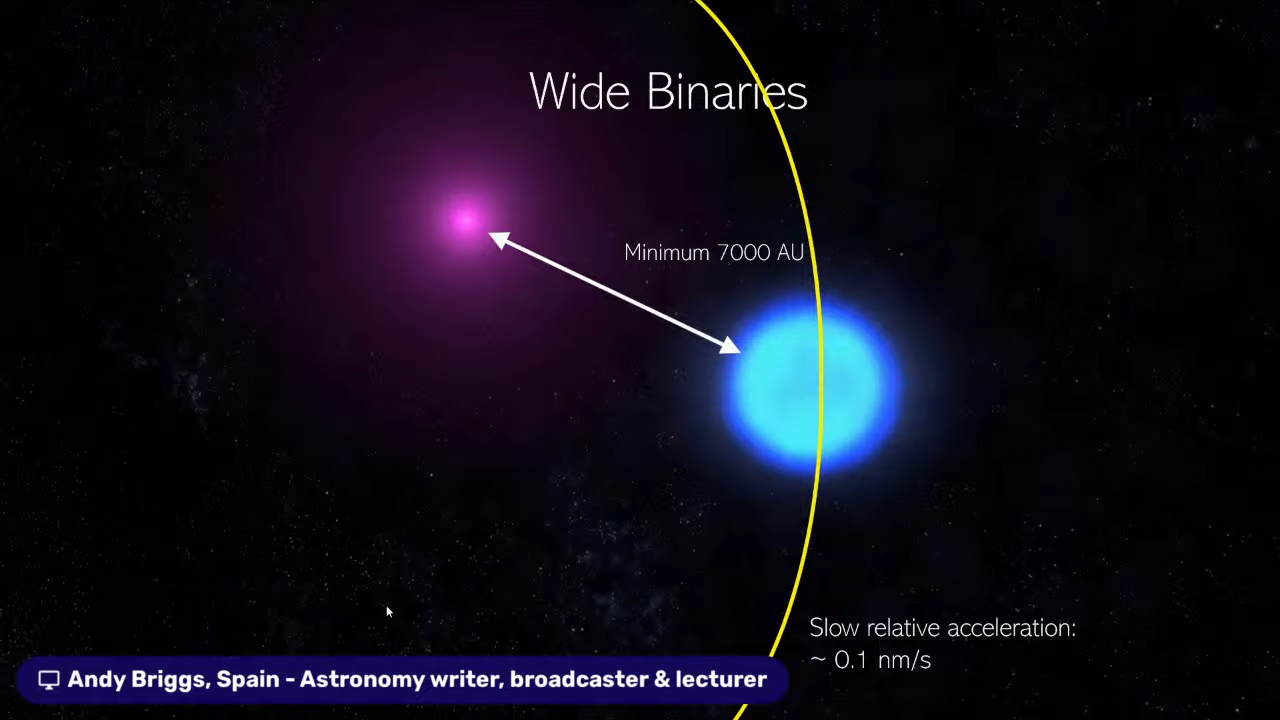 Wide Binaries
Minimum 7000 AU
Slow relative acceleration:
~ 0.1 nm/s
Andy Briggs, Spain - Astronomy writer, broadcaster & lecturer